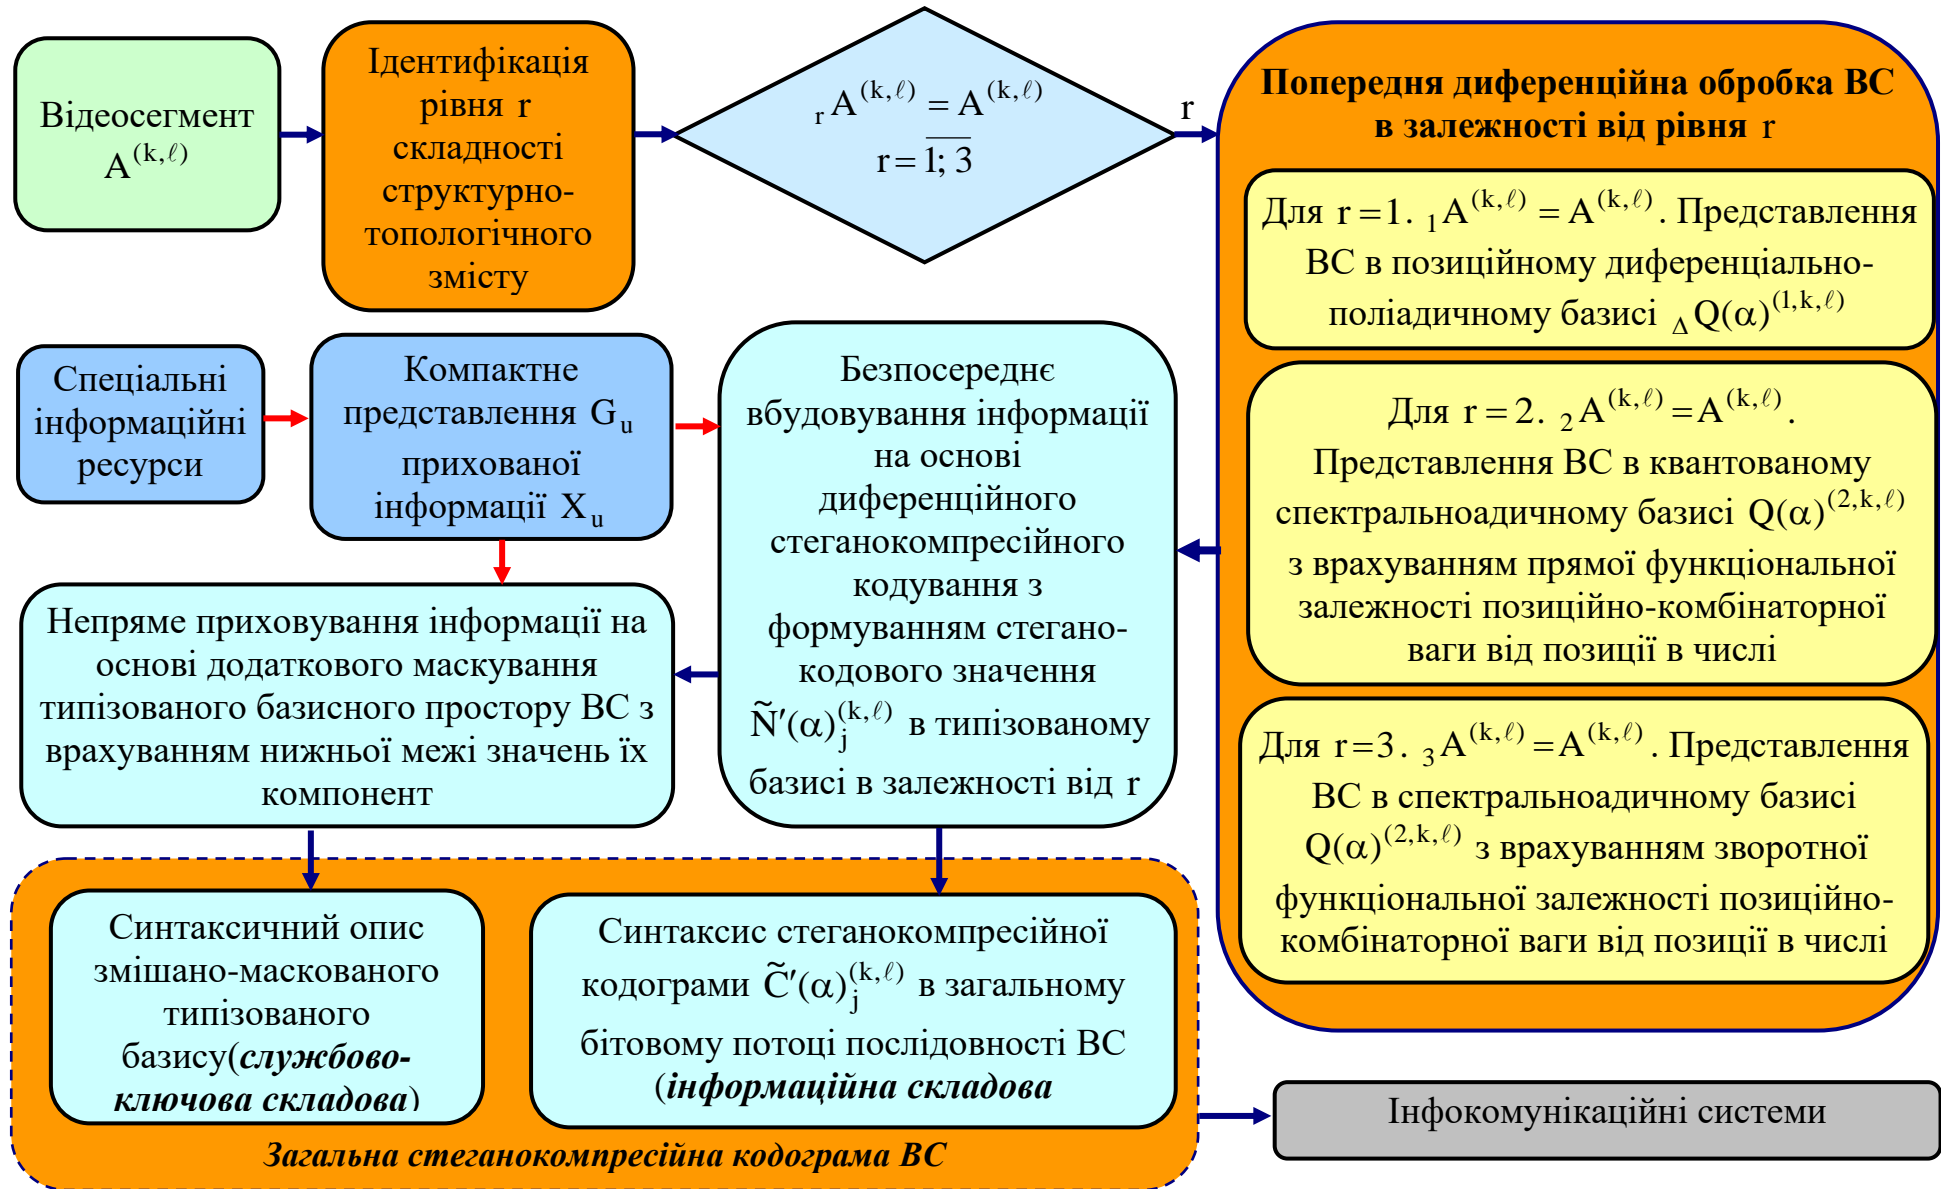 Відеосегмент
A^(k,ℓ)
Ідентифікація
рівня r
складності
структурно-
топологічного
змісту
ᵣA^(k,ℓ) = A^(k,ℓ)
r = 1; 3
r
Попередня диференційна обробка ВС
в залежності від рівня r
Для r = 1. ₁A^(k,ℓ) = A^(k,ℓ). Представлення
ВС в позиційному диференціально-
поліадичному базисі _ΔQ(α)^(1,k,ℓ)
Для r = 2. ₂A^(k,ℓ) = A^(k,ℓ).
Представлення ВС в квантованому
спектральноадичному базисі Q(α)^(2,k,ℓ)
з врахуванням прямої функціональної
залежності позиційно-комбінаторної
ваги від позиції в числі
Для r = 3. ₃A^(k,ℓ) = A^(k,ℓ). Представлення
ВС в спектральноадичному базисі
Q(α)^(2,k,ℓ) з врахуванням зворотної
функціональної залежності позиційно-
комбінаторної ваги від позиції в числі
Спеціальні
інформаційні
ресурси
Компактне
представлення G_u
прихованої
інформації X_u
Безпосереднє
вбудовування інформації
на основі
диференційного
стеганокомпресійного
кодування з
формуванням стегано-
кодового значення
Ñ′(α)_j^(k,ℓ) в типізованому
базисі в залежності від r
Непряме приховування інформації на
основі додаткового маскування
типізованого базисного простору ВС з
врахуванням нижньої межі значень їх
компонент
Синтаксичний опис
змішано-маскованого
типізованого
базису(службово-
ключова складова)
Синтаксис стеганокомпресійної
кодограми C̃′(α)_j^(k,ℓ) в загальному
бітовому потоці послідовності ВС
(інформаційна складова
Загальна стеганокомпресійна кодограма ВС
Інфокомунікаційні системи